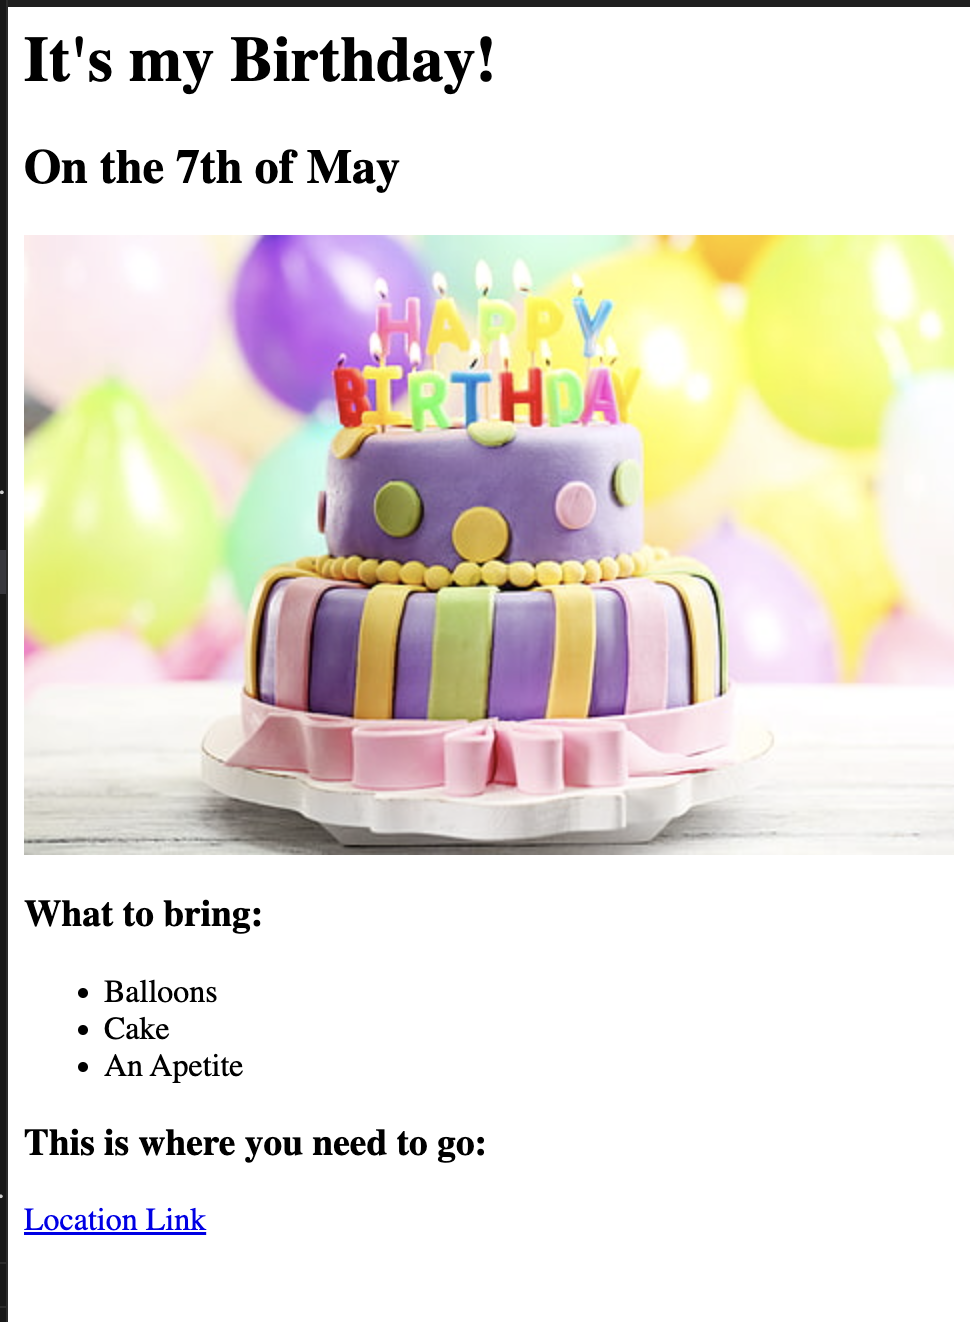 It's my Birthday!
On the 7th of May
HAPPY
BIRTHDAY
What to bring:
Balloons
Cake
An Apetite
This is where you need to go:
Location Link